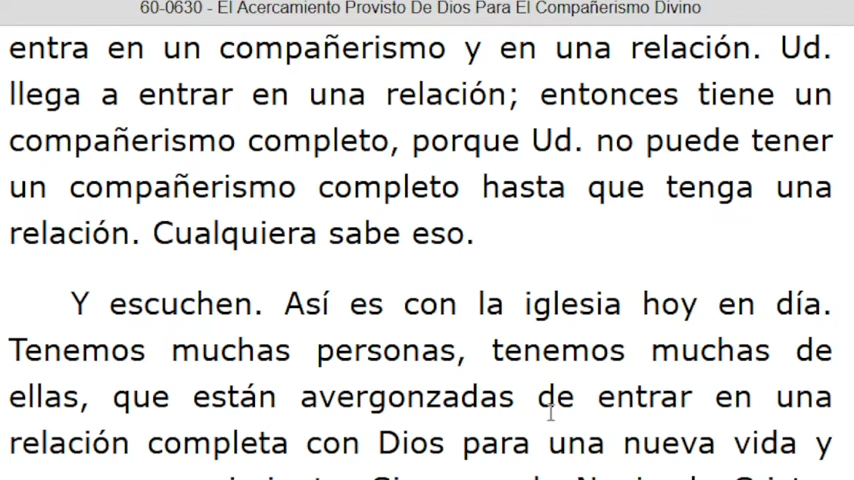 60-0630 - El Acercamiento Provisto De Dios Para El Compañerismo Divino
entra en un compañerismo y en una relación. Ud.
llega a entrar en una relación; entonces tiene un
compañerismo completo, porque Ud. no puede tener
un compañerismo completo hasta que tenga una
relación. Cualquiera sabe eso.
Y escuchen. Así es con la iglesia hoy en día.
Tenemos muchas personas, tenemos muchas de
ellas, que están avergonzadas de entrar en una
relación completa con Dios para una nueva vida y